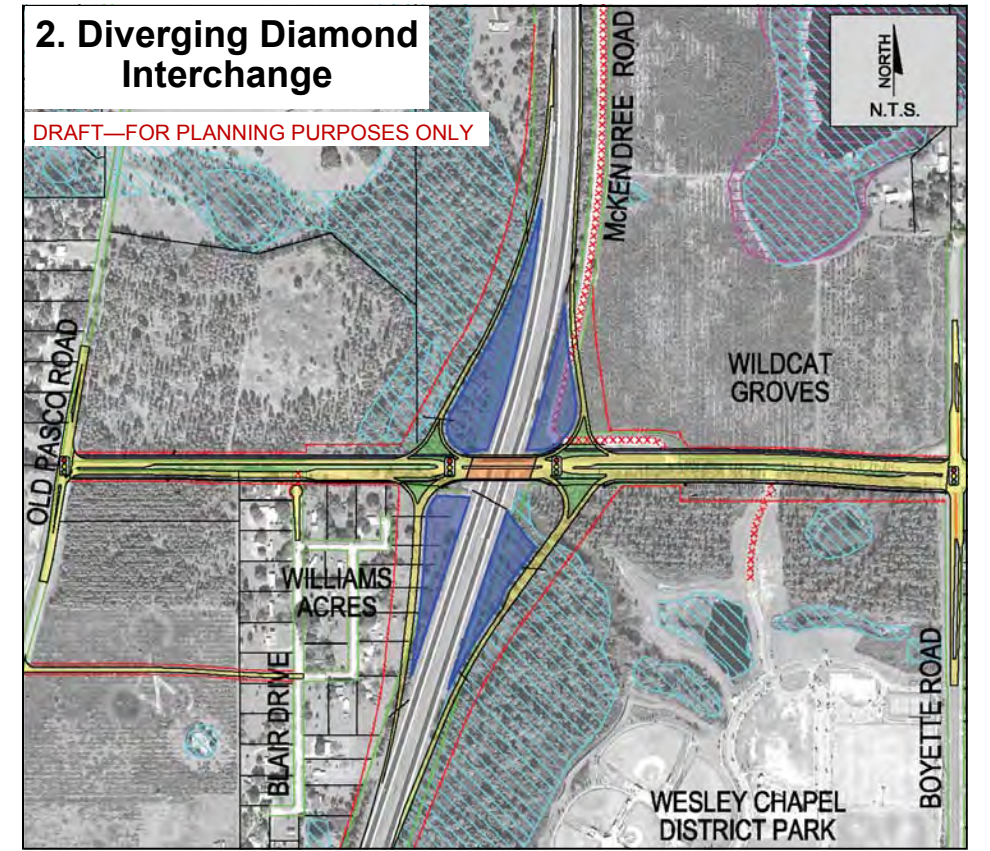 2. Diverging Diamond
Interchange
DRAFT—FOR PLANNING PURPOSES ONLY
NORTH
N.T.S.
McKENDREE ROAD
OLD PASCO ROAD
WILDCAT
GROVES
WILLIAMS
ACRES
BLAIR DRIVE
BOYETTE ROAD
WESLEY CHAPEL
DISTRICT PARK